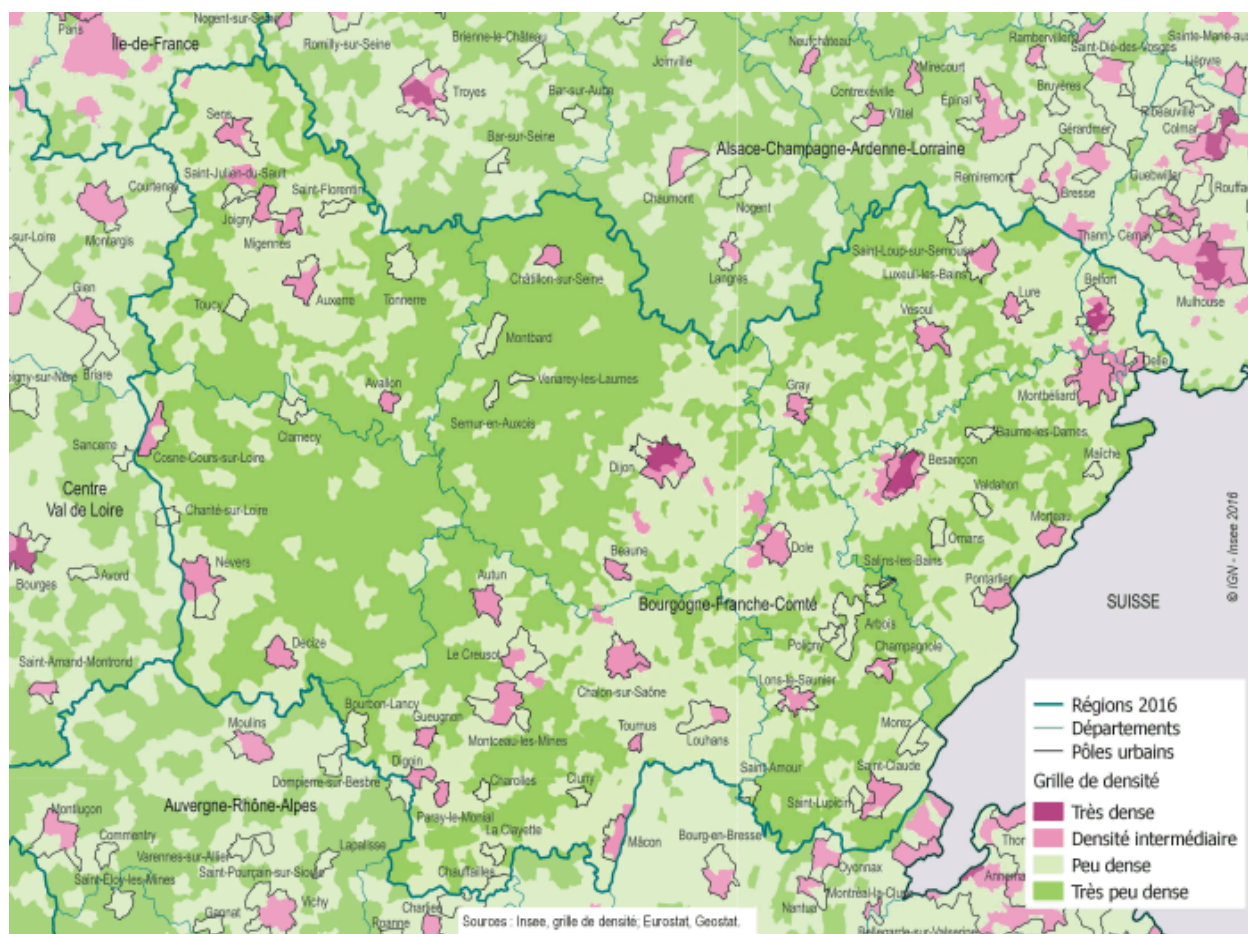 Paris
Île-de-France
Nogent-sur-Seine
Romilly-sur-Seine
Brienne-le-Château
Joinville
Neufchâteau
Rambervillers
Saint-Dié-des-Vosges
Sainte-Marie-au
Lièpvre
Troyes
Bar-sur-Aube
Contrexéville
Mirecourt
Vittel
Épinal
Bruyères
Ribeauvillé
Colmar
Sens
Bar-sur-Seine
Alsace-Champagne-Ardenne-Lorraine
Gérardmer
Saint-Julien-du-Sault
Courtenay
Saint-Florentin
Chaumont
Nogent
Remiremont
Bresse
Guebwiller
Rouffa
Montargis
Joigny
Migennes
sur-Loire
Thann - Cernay
Châtillon-sur-Seine
Langres
Saint-Loup-sur-Semouse
Luxeuil-les-Bains
Gien
Auxerre
Tonnerre
Belfort
Mulhouse
Toucy
Lure
Vesoul
Montbard
Delle
Briare
igny-sur-Nère
Avallon
Venarey-les-Laumes
Gray
Montbéliard
Semur-en-Auxois
Clamecy
Baume-les-Dames
Sancerre
Cosne-Cours-sur-Loire
Dijon
Besançon
Maîche
Centre
Val de Loire
Valdahon
Charité-sur-Loire
Morteau
Ornans
Bourges
Avord
Nevers
Beaune
Dole
Salins-les-Bains
Autun
Bourgogne-Franche-Comté
Pontarlier
SUISSE
© IGN - Insee 2016
Decize
Arbois
Poligny
Champagnole
Saint-Amand-Montrond
Le Creusot
Chalon-sur-Saône
Lons-le-Saunier
Bourbon-Lancy
Moulins
Gueugnon
Montceau-les-Mines
Tournus
Louhans
Morez
Digoin
Dompierre-sur-Besbre
Charolles
Cluny
Saint-Amour
Saint-Claude
Montluçon
Auvergne-Rhône-Alpes
Paray-le-Monial
Saint-Lupicin
Commentry
La Clayette
Lapalisse
Mâcon
Bourg-en-Bresse
Varennes-sur-Allier
Saint-Pourçain-sur-Sioule
Chauffailles
Oyonnax
Thon
Saint-Éloy-les-Mines
Vichy
Montréal-la-Cluse
Annema
Gannat
Charlieu
Nantua
Roanne
Bellegarde-sur-Valserine
Régions 2016
Départements
Pôles urbains
Grille de densité
Très dense
Densité intermédiaire
Peu dense
Très peu dense
Sources : Insee, grille de densité; Eurostat, Geostat.